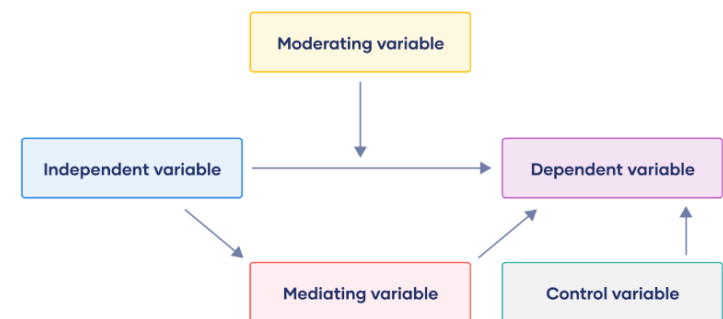 Moderating variable
Independent variable
Dependent variable
Mediating variable
Control variable